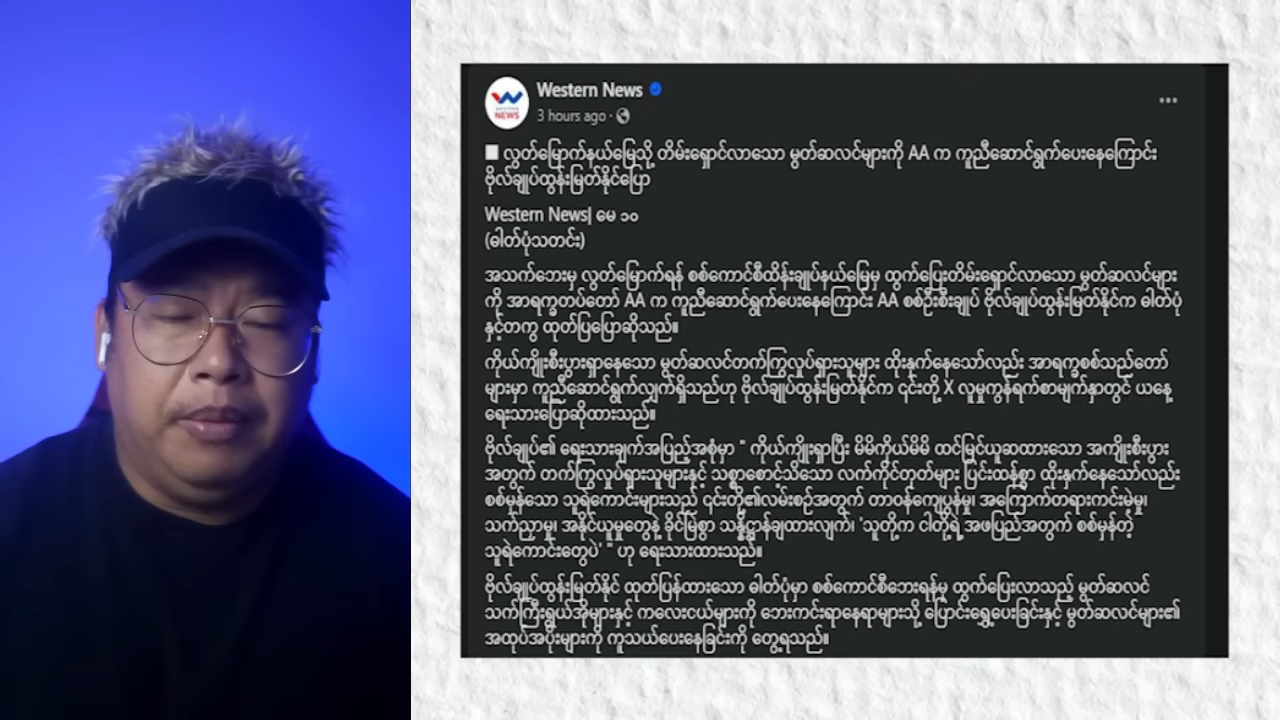 Western News
3 hours ago
လွတ်မြောက်နယ်မြေသို့ တိမ်းရှောင်လာသော မွတ်ဆလင်များကို AA က ကူညီဆောင်ရွက်ပေးနေကြောင်း
ဗိုလ်ချုပ်ထွန်းမြတ်နိုင်ပြော
Western News| မေ ၁၀
(ဓါတ်ပုံသတင်း)
အသက်ဘေးမှ လွတ်မြောက်ရန် စစ်ကောင်စီထိန်းချုပ်နယ်မြေမှ ထွက်ပြေးတိမ်းရှောင်လာသော မွတ်ဆလင်များ
ကို အာရက္ခတပ်တော် AA က ကူညီဆောင်ရွက်ပေးနေကြောင်း AA စစ်ဦးစီးချုပ် ဗိုလ်ချုပ်ထွန်းမြတ်နိုင်က ဓါတ်ပုံ
နှင့်တကွ ထုတ်ပြပြောဆိုသည်။
ကိုယ်ကျိုးစီးပွားရှာနေသော မွတ်ဆလင်တက်ကြွလှုပ်ရှားသူများ ထိုးနှက်နေသော်လည်း အာရက္ခစစ်သည်တော်
များမှာ ကူညီဆောင်ရွက်လျှက်ရှိသည်ဟု ဗိုလ်ချုပ်ထွန်းမြတ်နိုင်က ၎င်းတို့ X လူမှုကွန်ရက်စာမျက်နှာတွင် ယနေ့
ရေးသားပြောဆိုထားသည်။
ဗိုလ်ချုပ်၏ ရေးသားချက်အပြည့်အစုံမှာ " ကိုယ်ကျိုးရှာပြီး မိမိကိုယ်မိမိ ထင်မြင်ယူဆထားသော အကျိုးစီးပွား
အတွက် တက်ကြွလှုပ်ရှားသူများနှင့် သစ္စာစောင့်သိသော လက်ကိုင်တုတ်များ ပြင်းထန်စွာ ထိုးနှက်နေသော်လည်း
စစ်မှန်သော သူရဲကောင်းများသည် ၎င်းတို့၏လမ်းစဉ်အတွက် တာဝန်ကျေပွန်မှု၊ အကြောက်တရားကင်းမဲ့မှု၊
သက်ညှာမှု၊ အနိုင်ယူမှုတွေနဲ့ ခိုင်မြဲစွာ သန္နိဋ္ဌာန်ချထားလျက်၊ 'သူတို့က ငါတို့ရဲ့အဖပြည်အတွက် စစ်မှန်တဲ့
သူရဲကောင်းတွေပဲ' " ဟု ရေးသားထားသည်။
ဗိုလ်ချုပ်ထွန်းမြတ်နိုင် ထုတ်ပြန်ထားသော ဓါတ်ပုံမှာ စစ်ကောင်စီဘေးရန်မှ ထွက်ပြေးလာသည့် မွတ်ဆလင်
သက်ကြီးရွယ်အိုများနှင့် ကလေးငယ်များကို ဘေးကင်းရာနေရာများသို့ ပြောင်းရွှေ့ပေးခြင်းနှင့် မွတ်ဆလင်များ၏
အထုပ်အပိုးများကို ကူသယ်ပေးနေခြင်းကို တွေ့ရသည်။